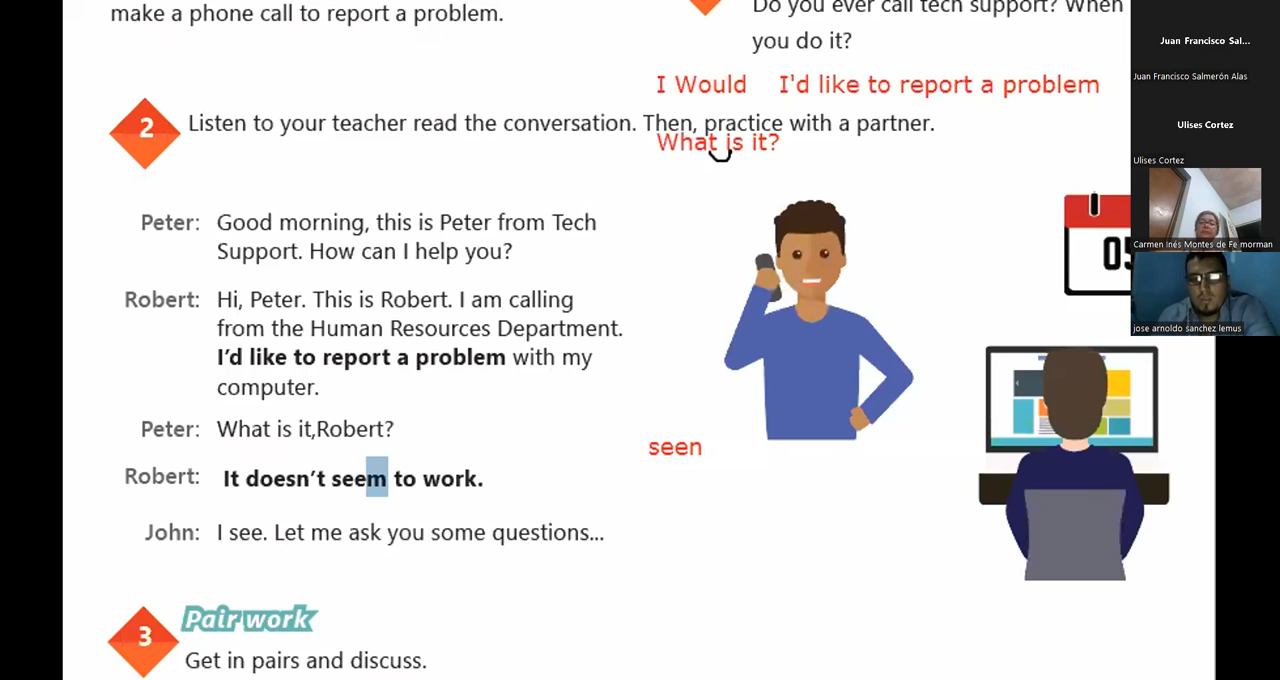 make a phone call to report a problem.
Do you ever call tech support? When
you do it?
I Would I'd like to report a problem
2 Listen to your teacher read the conversation. Then, practice with a partner.
What is it?
Peter: Good morning, this is Peter from Tech
Support. How can I help you?
Robert: Hi, Peter. This is Robert. I am calling
from the Human Resources Department.
I'd like to report a problem with my
computer.
Peter: What is it,Robert?
seen
Robert: It doesn't seem to work.
John: I see. Let me ask you some questions...
3 Pair work
Get in pairs and discuss.
05
Juan Francisco Sal...
Juan Francisco Salmerón Alas
Ulises Cortez
Ulises Cortez
Carmen Inés Montes de Fe morman
jose arnoldo sanchez lemus